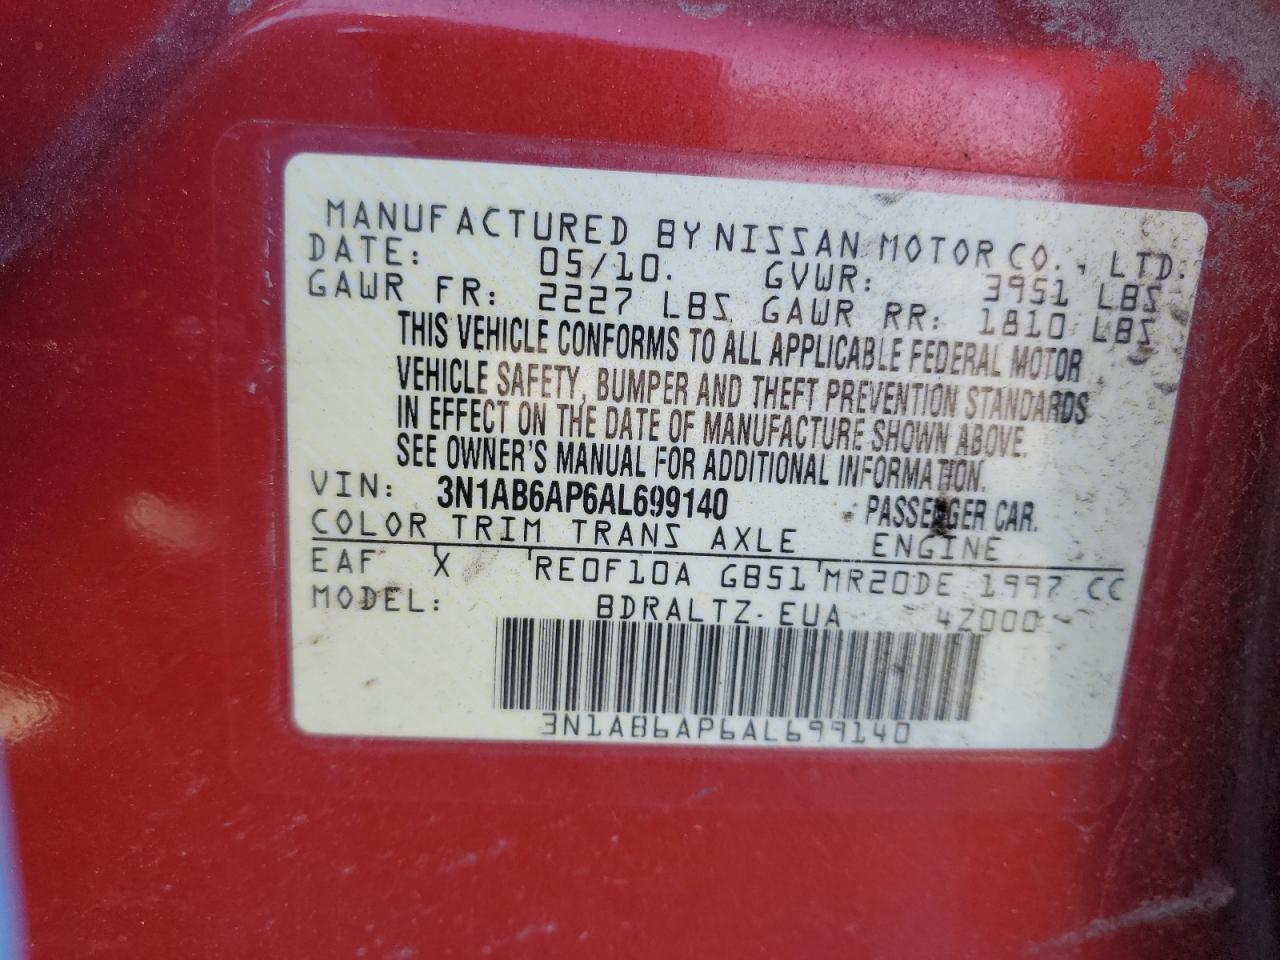 MANUFACTURED BY NISSAN MOTOR CO., LTD.
DATE: 05/10. GVWR: 3951 LBS
GAWR FR: 2227 LBS GAWR RR: 1810 LBS
THIS VEHICLE CONFORMS TO ALL APPLICABLE FEDERAL MOTOR
VEHICLE SAFETY, BUMPER AND THEFT PREVENTION STANDARDS
IN EFFECT ON THE DATE OF MANUFACTURE SHOWN ABOVE.
SEE OWNER'S MANUAL FOR ADDITIONAL INFORMATION.
VIN: 3N1AB6AP6AL699140 PASSENGER CAR.
COLOR TRIM TRANS AXLE ENGINE
EAF X RE0F10A GB51 MR20DE 1997 CC
MODEL: BDRALTZ-EUA 4Z000
3N1AB6AP6AL699140